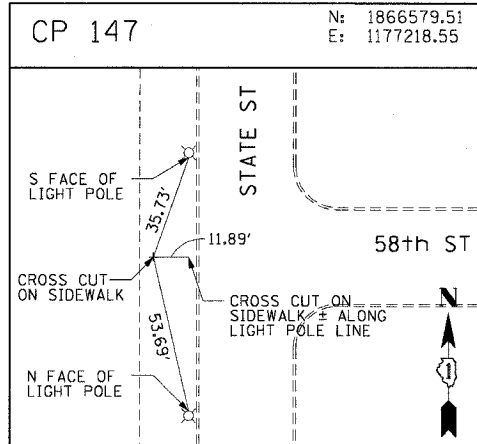 CP 147
N: 1866579.51
E: 1177218.55
STATE ST
S FACE OF
LIGHT POLE
35.73'
11.89'
58th ST
CROSS CUT
ON SIDEWALK
CROSS CUT ON
SIDEWALK ± ALONG
LIGHT POLE LINE
53.69'
N FACE OF
LIGHT POLE
N